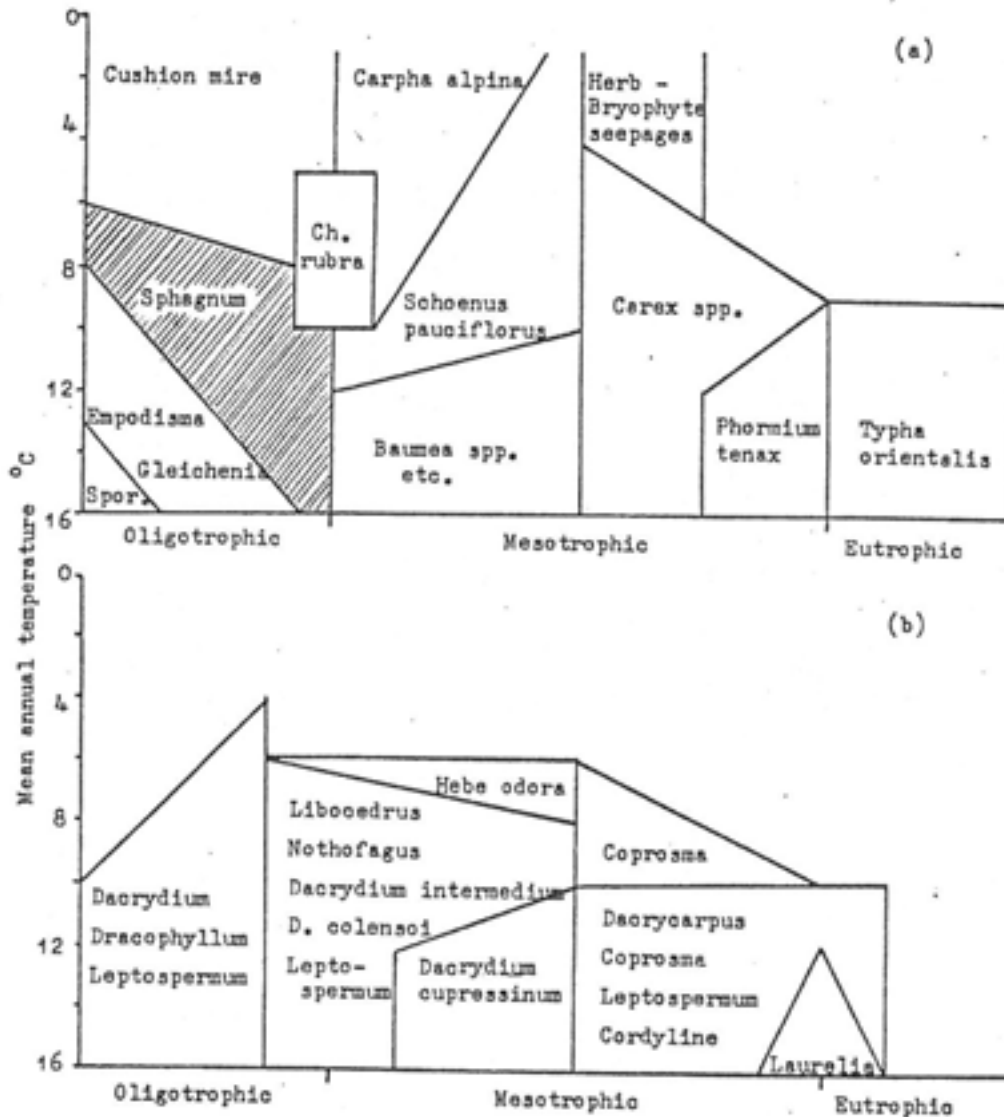 0
(a)
Cushion mire
Carpha alpina
Herb -
Bryophyte
seepages
4
Ch.
rubra
8
Sphagnum
Schoenus
pauciflorus
Carex spp.
12
Empodisma
Gleichenia
Spor.
Baumea spp.
etc.
Phormium
tenax
Typha
orientalis
16
Oligotrophic
Mesotrophic
Eutrophic
Mean annual temperature °C
0
(b)
4
Hebe odora
8
Libocedrus
Nothofagus
Coprosma
Dacrydium
Dacrydium intermedium
Dacrycarpus
Dracophyllum
D. colensoi
Coprosma
12
Leptospermum
Lepto-
spermum
Dacrydium
cupressinum
Leptospermum
Cordyline
Laurelia
16
Oligotrophic
Mesotrophic
Eutrophic